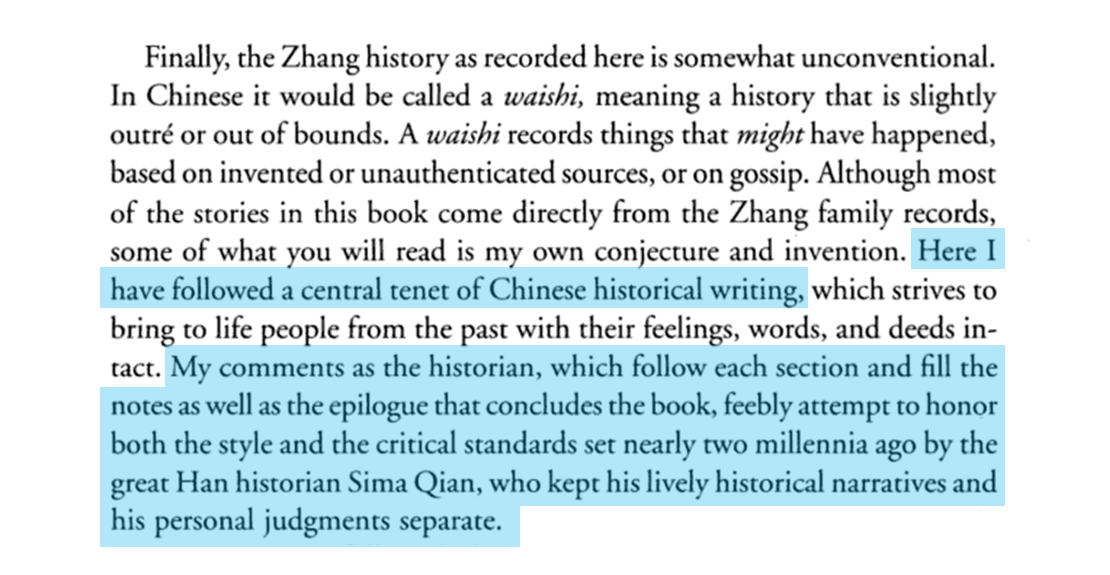 Finally, the Zhang history as recorded here is somewhat unconventional.
In Chinese it would be called a waishi, meaning a history that is slightly
outré or out of bounds. A waishi records things that might have happened,
based on invented or unauthenticated sources, or on gossip. Although most
of the stories in this book come directly from the Zhang family records,
some of what you will read is my own conjecture and invention. Here I
have followed a central tenet of Chinese historical writing, which strives to
bring to life people from the past with their feelings, words, and deeds in-
tact. My comments as the historian, which follow each section and fill the
notes as well as the epilogue that concludes the book, feebly attempt to honor
both the style and the critical standards set nearly two millennia ago by the
great Han historian Sima Qian, who kept his lively historical narratives and
his personal judgments separate.